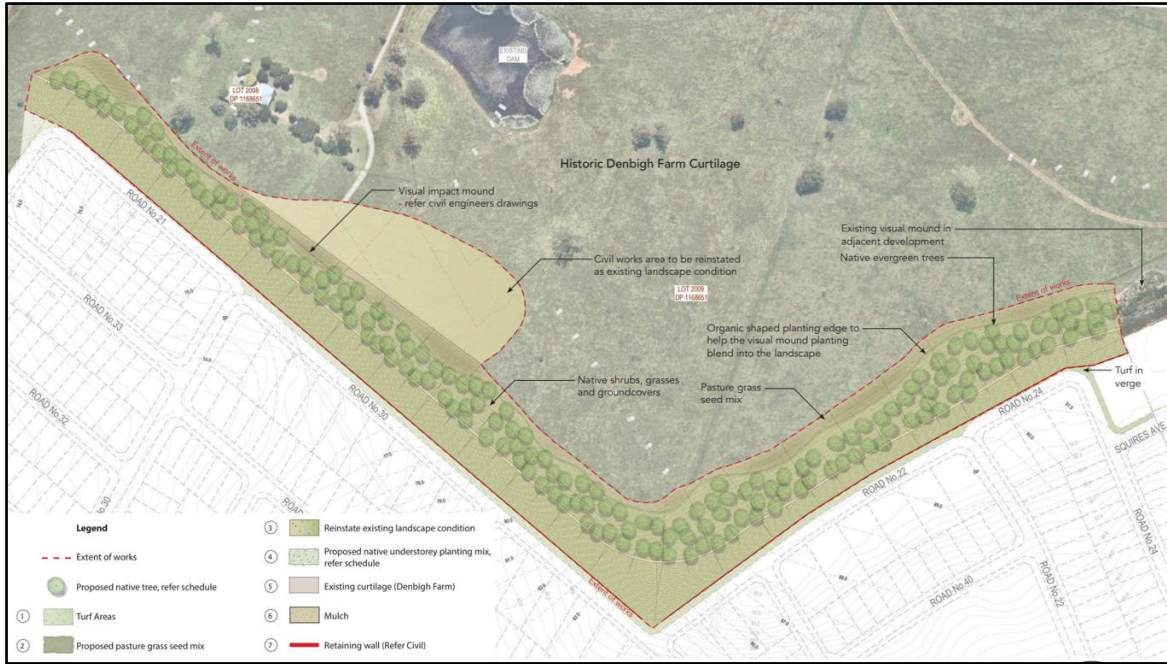 EXISTING
DAM
LOT 2008
DP 1168651
Extent of works
Historic Denbigh Farm Curtilage
Visual impact mound
- refer civil engineers drawings
Existing visual mound in
adjacent development
Native evergreen trees
Civil works area to be reinstated
as existing landscape condition
LOT 2009
DP 1168651
Extent of works
Organic shaped planting edge to
help the visual mound planting
blend into the landscape
Native shrubs, grasses
and groundcovers
Pasture grass
seed mix
Turf in
verge
ROAD No.21
ROAD No.33
ROAD No.30
ROAD No.32
ROAD No.30
ROAD No.24
SQUIRES AVE
ROAD No.22
ROAD No.24
ROAD No.40
ROAD No.22
Extent of works
Legend
Extent of works
Proposed native tree, refer schedule
1 Turf Areas
2 Proposed pasture grass seed mix
3 Reinstate existing landscape condition
4 Proposed native understorey planting mix,
refer schedule
5 Existing curtilage (Denbigh Farm)
6 Mulch
7 Retaining wall (Refer Civil)